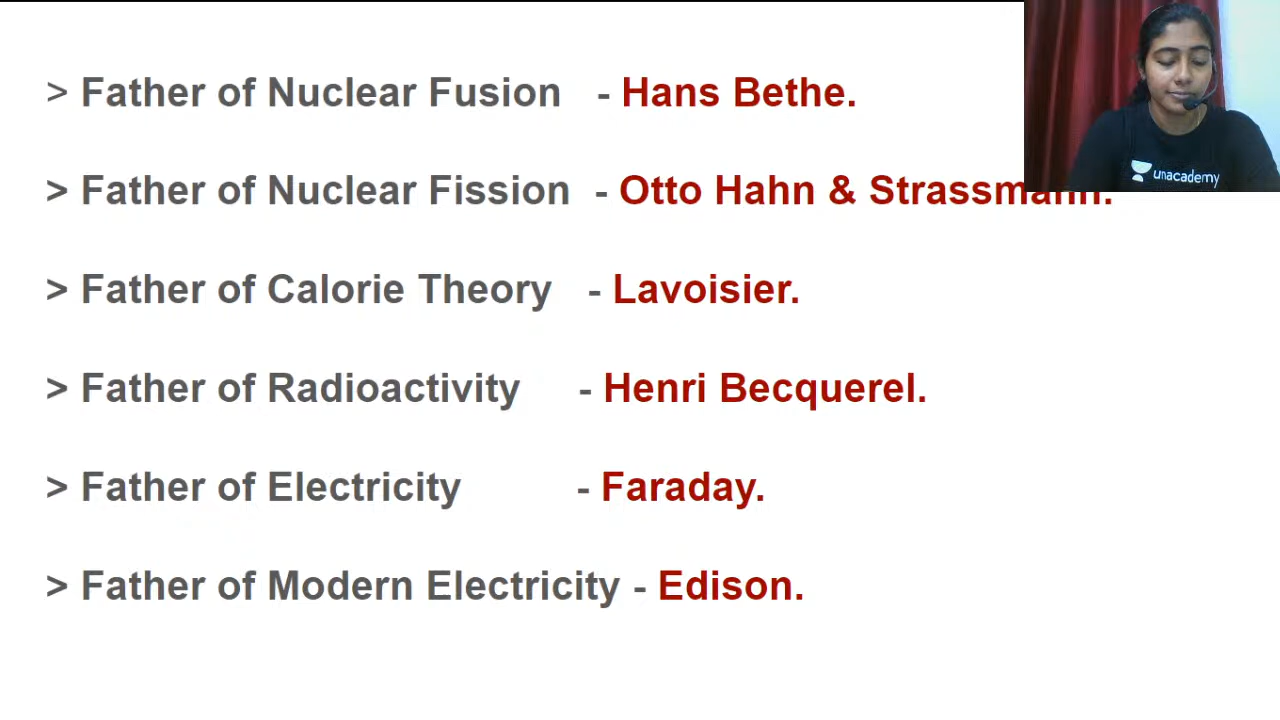 > Father of Nuclear Fusion - Hans Bethe.
> Father of Nuclear Fission - Otto Hahn & Strassmann.
> Father of Calorie Theory - Lavoisier.
> Father of Radioactivity - Henri Becquerel.
> Father of Electricity - Faraday.
> Father of Modern Electricity - Edison.
unacademy